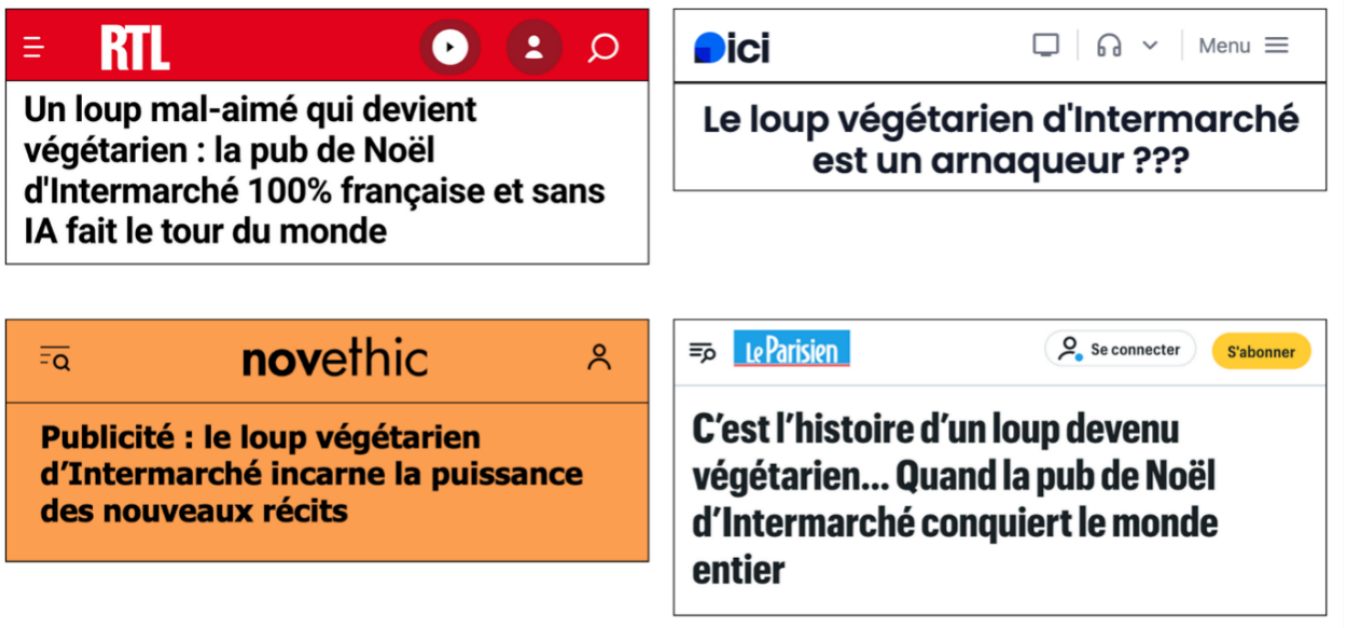 RTL
Un loup mal-aimé qui devient
végétarien : la pub de Noël
d'Intermarché 100% française et sans
IA fait le tour du monde
ici
Menu
Le loup végétarien d'Intermarché
est un arnaqueur ???
novethic
Publicité : le loup végétarien
d’Intermarché incarne la puissance
des nouveaux récits
Le Parisien
Se connecter
S'abonner
C’est l’histoire d’un loup devenu
végétarien... Quand la pub de Noël
d’Intermarché conquiert le monde
entier